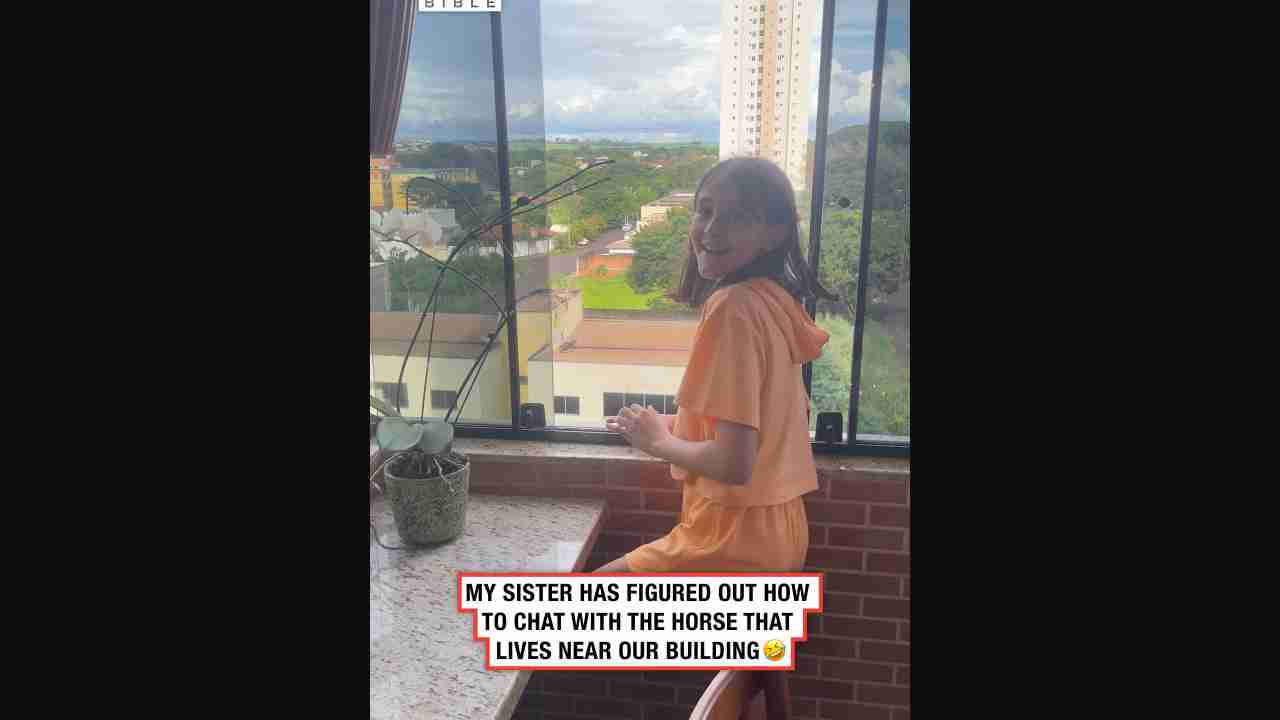 BIBLE
MY SISTER HAS FIGURED OUT HOW
TO CHAT WITH THE HORSE THAT
LIVES NEAR OUR BUILDING🤣